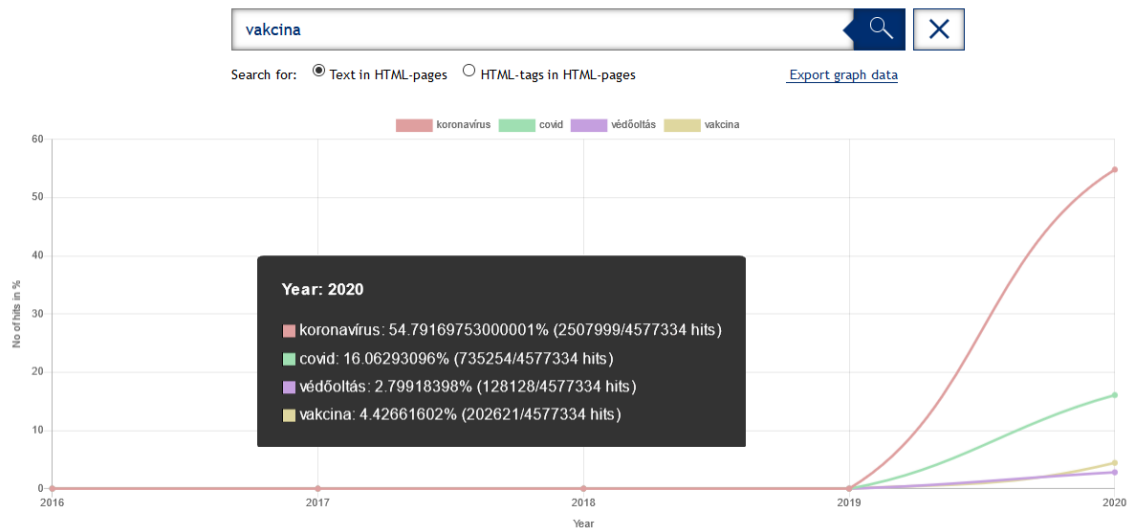 vakcina
Search for: Text in HTML-pages HTML-tags in HTML-pages Export graph data
koronavírus covid védőoltás vakcina
60
50
40
30
20
10
0
No of hits in %
Year: 2020
koronavírus: 54.79169753000001% (2507999/4577334 hits)
covid: 16.06293096% (735254/4577334 hits)
védőoltás: 2.79918398% (128128/4577334 hits)
vakcina: 4.42661602% (202621/4577334 hits)
2016 2017 2018 2019 2020
Year